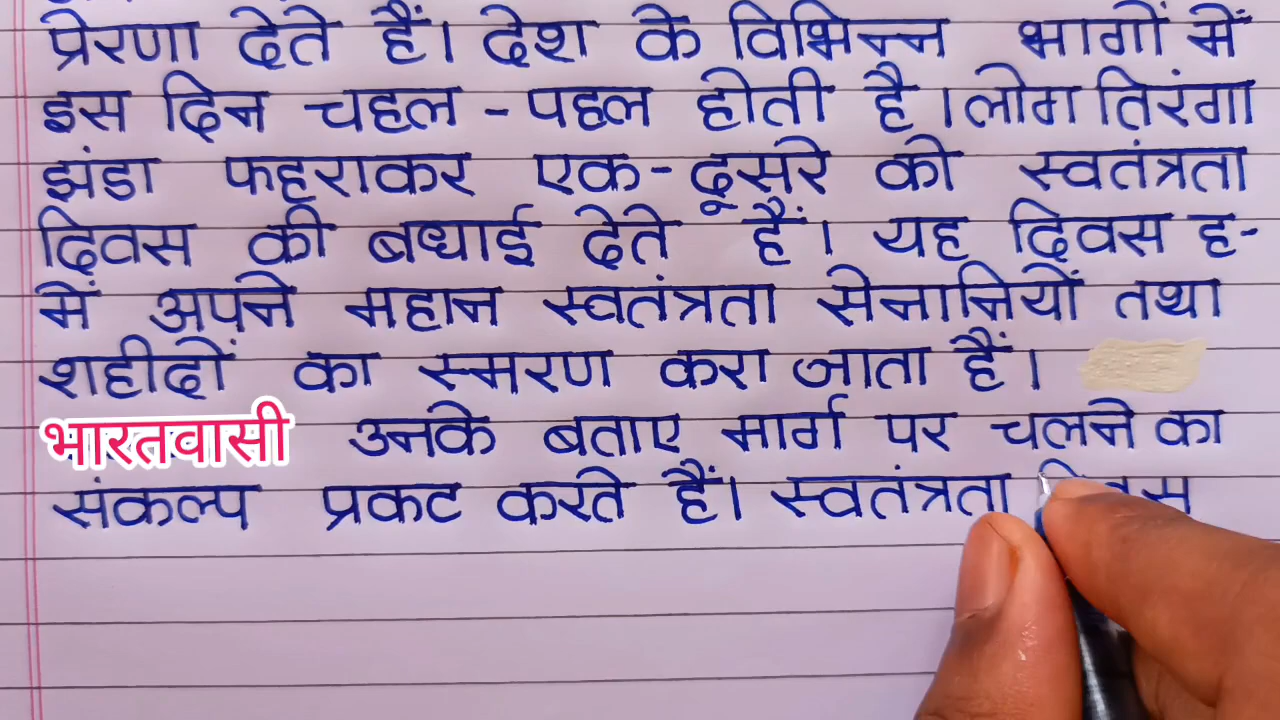 प्रेरणा देते हैं। देश के विभिन्न भागों में
इस दिन चहल - पहल होती है। लोग तिरंगा
झंडा फहराकर एक-दूसरे को स्वतंत्रता
दिवस की बधाई देते हैं। यह दिवस ह-
में अपने महान स्वतंत्रता सेनानियों तथा
शहीदों का स्मरण करा जाता हैं।
भारतवासी उनके बताए मार्ग पर चलने का
संकल्प प्रकट करते हैं। स्वतंत्रता